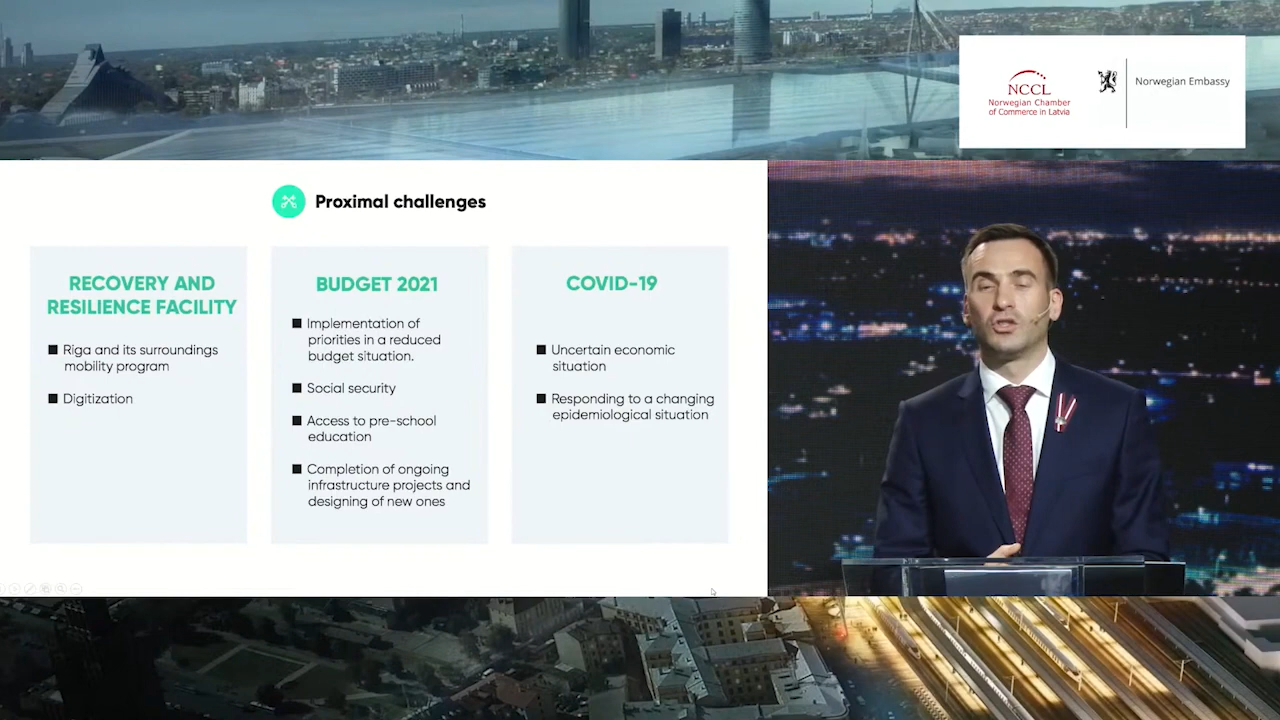 NCCL
Norwegian Chamber
of Commerce in Latvia
Norwegian Embassy
Proximal challenges
RECOVERY AND
RESILIENCE FACILITY
■ Riga and its surroundings
mobility program
■ Digitization
BUDGET 2021
■ Implementation of
priorities in a reduced
budget situation.
■ Social security
■ Access to pre-school
education
■ Completion of ongoing
infrastructure projects and
designing of new ones
COVID-19
■ Uncertain economic
situation
■ Responding to a changing
epidemiological situation